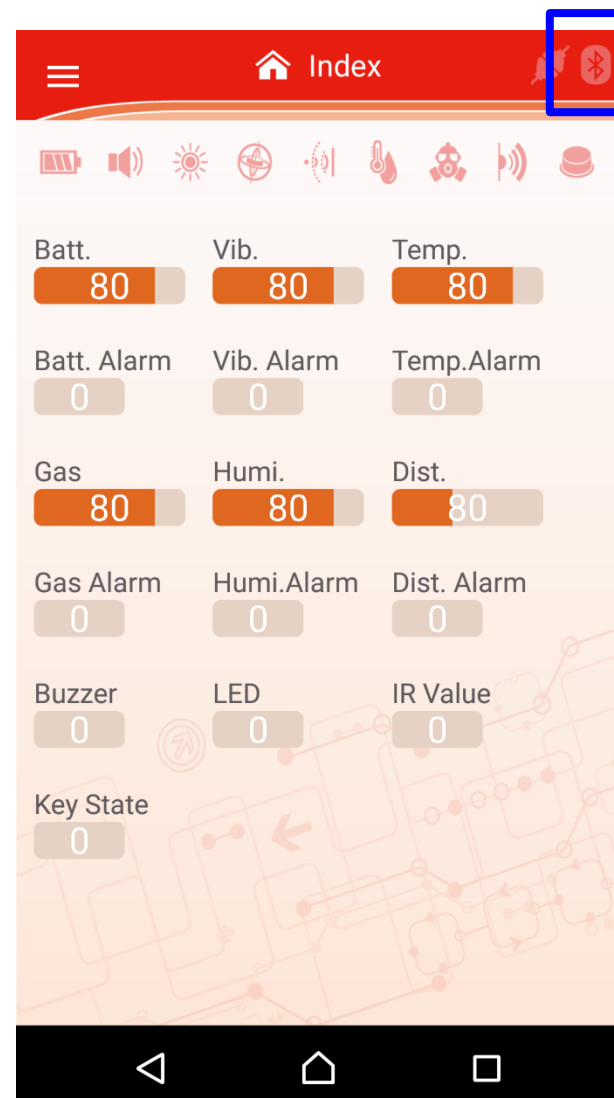 Index
Batt. Vib. Temp.
80 80 80
Batt. Alarm Vib. Alarm Temp.Alarm
0 0 0
Gas Humi. Dist.
80 80 80
Gas Alarm Humi.Alarm Dist. Alarm
0 0 0
Buzzer LED IR Value
0 0 0
Key State
0